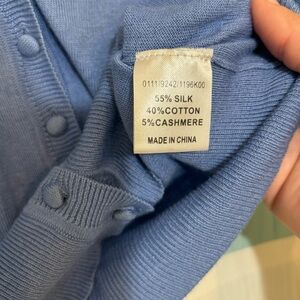 0111/9242/1196K00
55% SILK
40%COTTON
5%CASHMERE
MADE IN CHINA